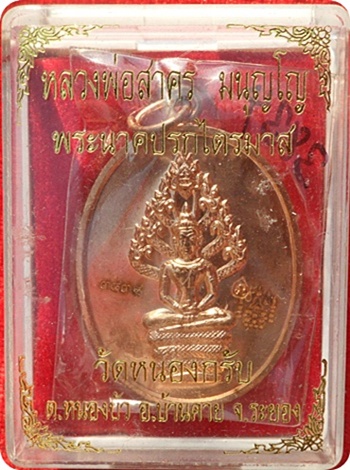 หลวงพ่อสาคร มนุญโญ
พระนาคปรกไตรมาส
วัดหนองกรับ
ต.หนองบัว อ.บ้านค่าย จ.ระยอง